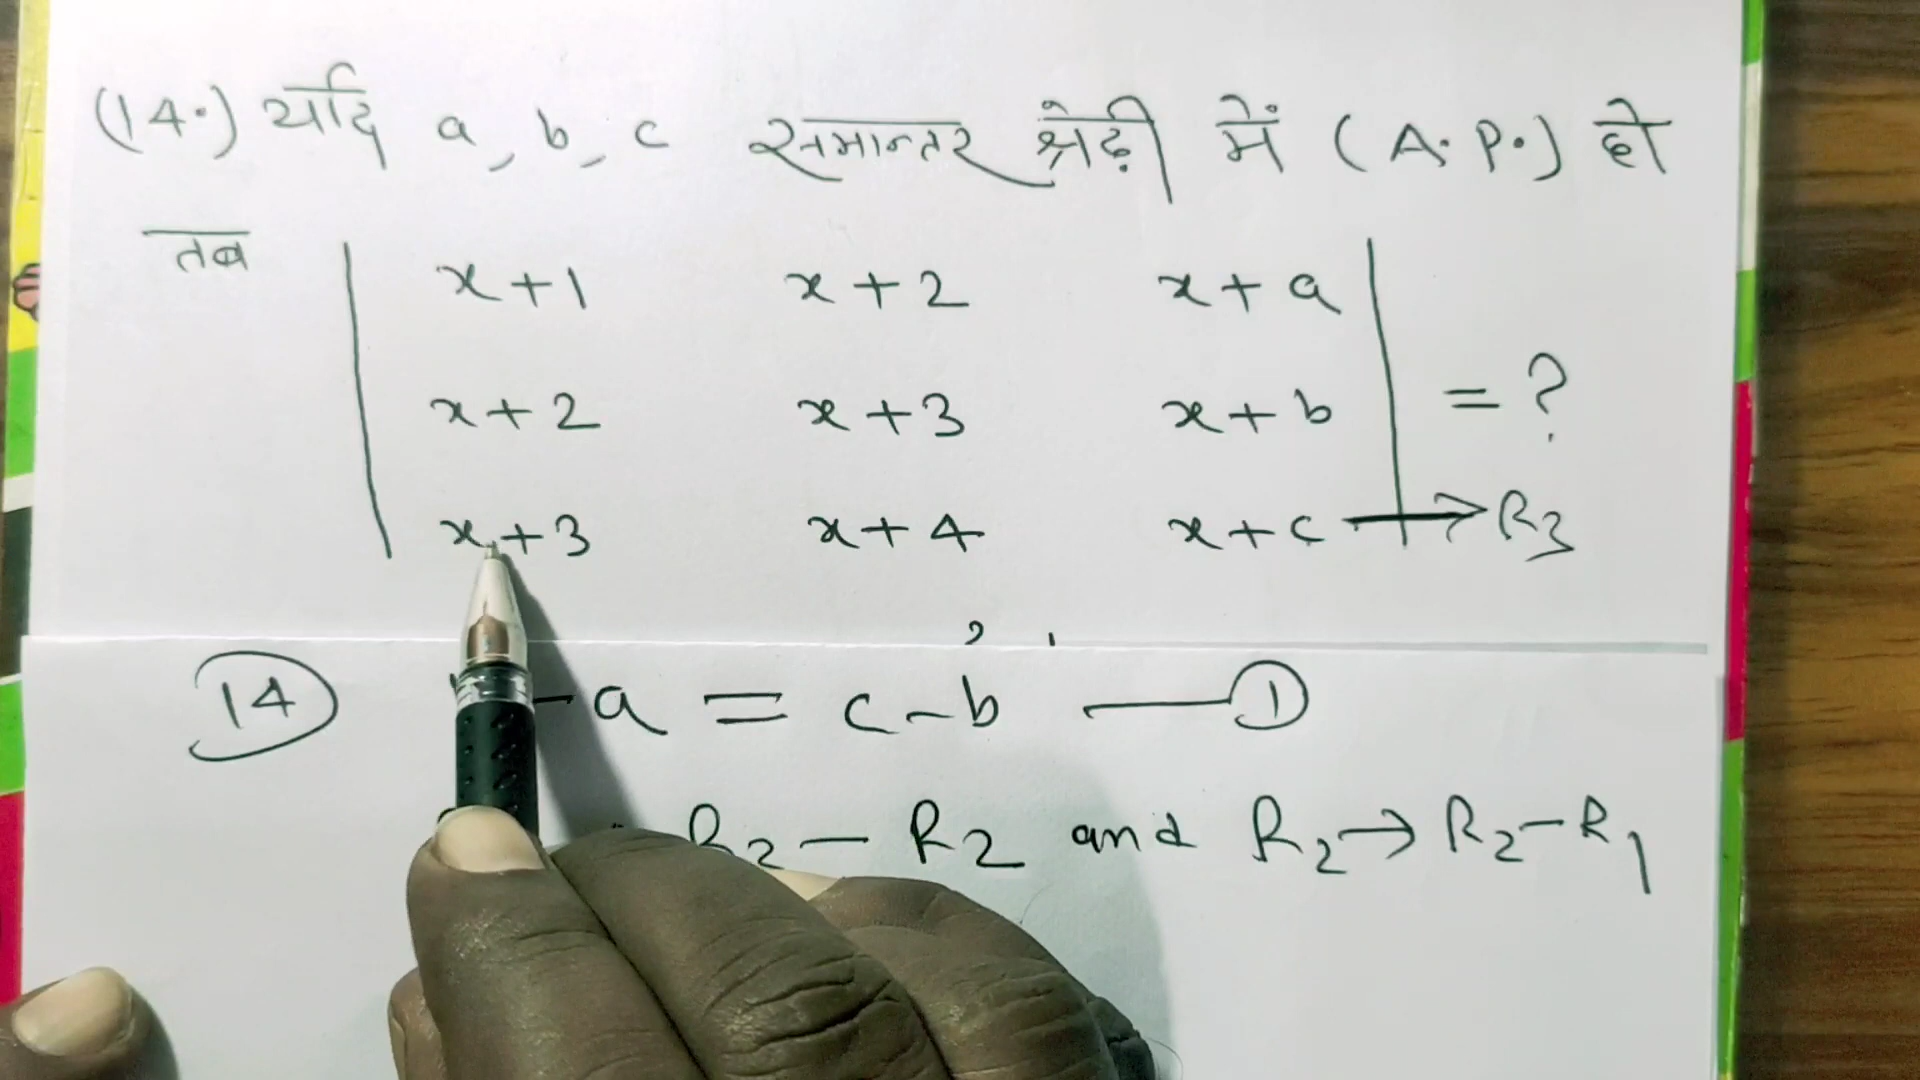 (14.) यदि a, b, c समान्तर श्रेढ़ी में (A.P.) हो
तब | x+1 x+2 x+a |
x+2 x+3 x+b = ?
x+3 x+4 x+c → R3
14 -a = c-b —— 1
R2 - R2 and R2 → R2-R1